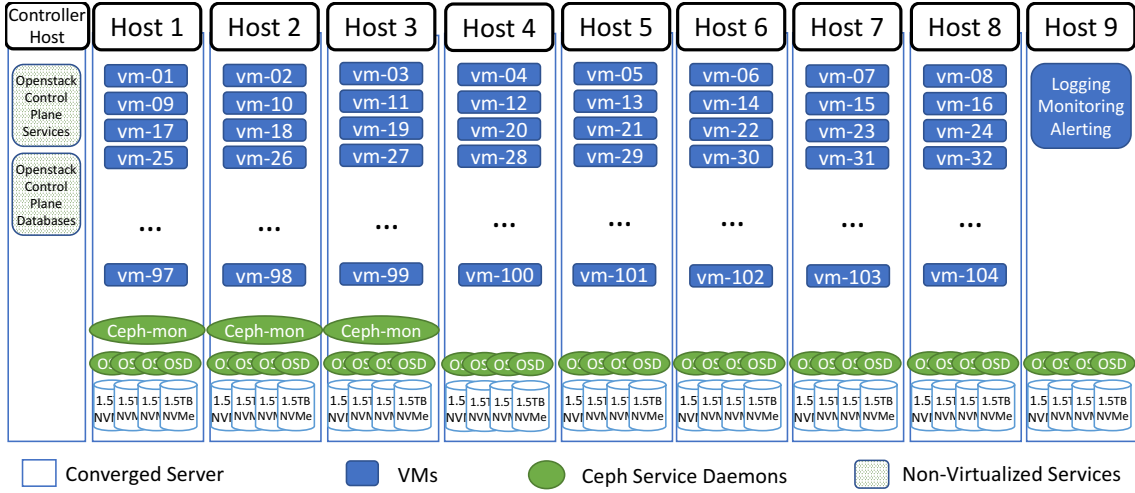 Controller Host
Host 1
Host 2
Host 3
Host 4
Host 5
Host 6
Host 7
Host 8
Host 9
Openstack
Control
Plane
Services
Openstack
Control
Plane
Databases
vm-01 vm-02 vm-03 vm-04 vm-05 vm-06 vm-07 vm-08
vm-09 vm-10 vm-11 vm-12 vm-13 vm-14 vm-15 vm-16
vm-17 vm-18 vm-19 vm-20 vm-21 vm-22 vm-23 vm-24
vm-25 vm-26 vm-27 vm-28 vm-29 vm-30 vm-31 vm-32
Logging
Monitoring
Alerting
... ... ... ... ... ... ... ...
vm-97 vm-98 vm-99 vm-100 vm-101 vm-102 vm-103 vm-104
Ceph-mon Ceph-mon Ceph-mon
OSD OSD OSD OSD OSD OSD OSD OSD OSD
1.5TB 1.5TB 1.5TB 1.5TB 1.5TB 1.5TB 1.5TB 1.5TB 1.5TB
NVMe NVMe NVMe NVMe NVMe NVMe NVMe NVMe NVMe
Converged Server
VMs
Ceph Service Daemons
Non-Virtualized Services